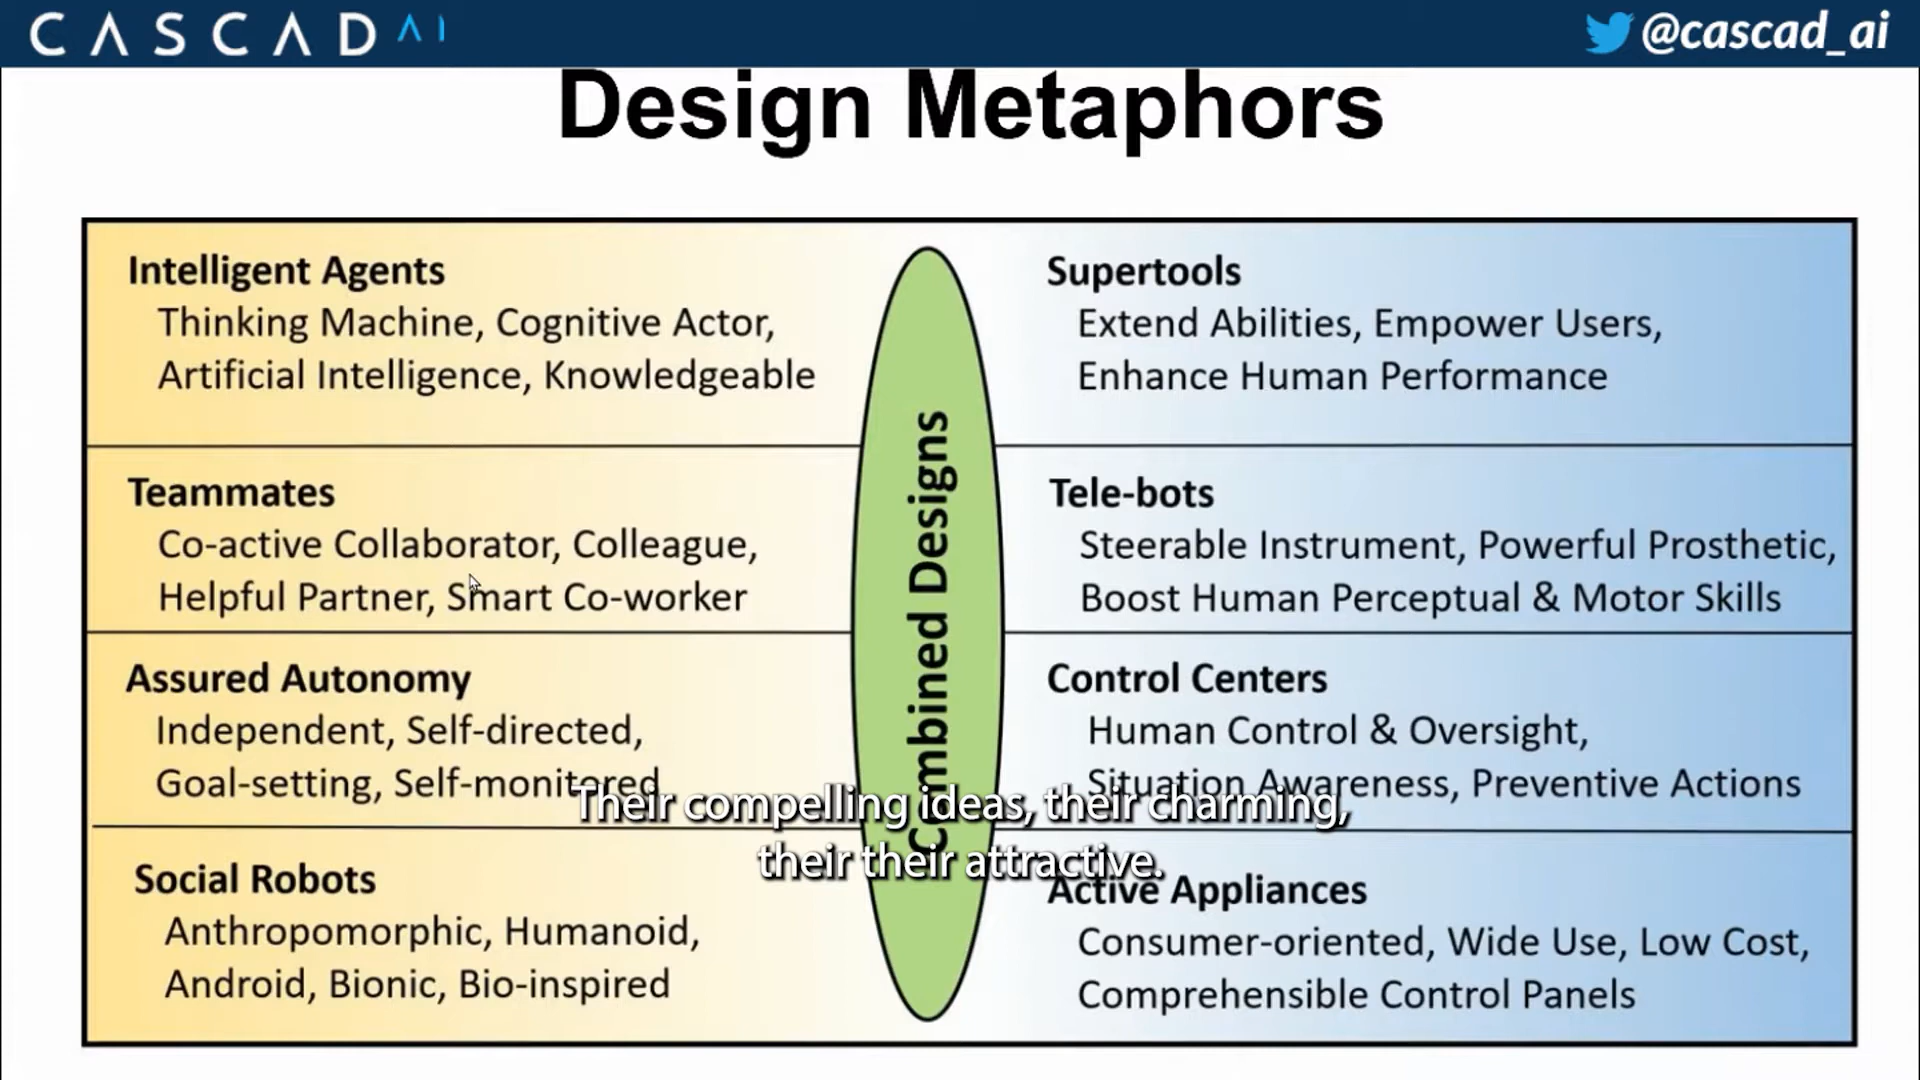 CASCAD AI
@cascad_ai
Design Metaphors
Intelligent Agents
Thinking Machine, Cognitive Actor,
Artificial Intelligence, Knowledgeable
Supertools
Extend Abilities, Empower Users,
Enhance Human Performance
Teammates
Co-active Collaborator, Colleague,
Helpful Partner, Smart Co-worker
Tele-bots
Steerable Instrument, Powerful Prosthetic,
Boost Human Perceptual & Motor Skills
Combined Designs
Assured Autonomy
Independent, Self-directed,
Goal-setting, Self-monitored
Control Centers
Human Control & Oversight,
Situation Awareness, Preventive Actions
Social Robots
Anthropomorphic, Humanoid,
Android, Bionic, Bio-inspired
Active Appliances
Consumer-oriented, Wide Use, Low Cost,
Comprehensible Control Panels
Their compelling ideas, their charming,
their their attractive.